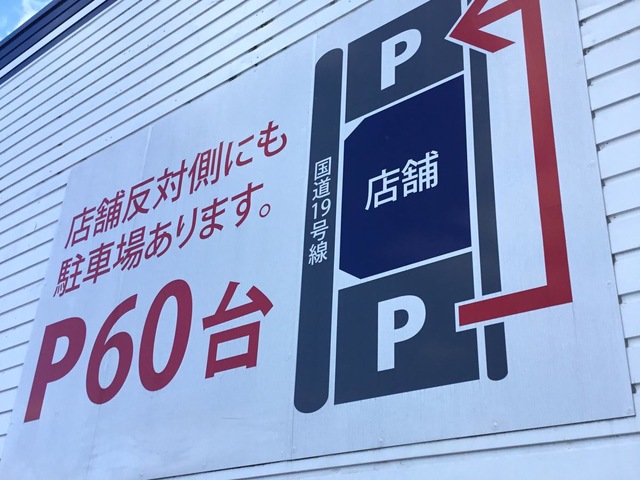 店舗反対側にも
駐車場あります。
P60台
P
店舗
国道19号線
P